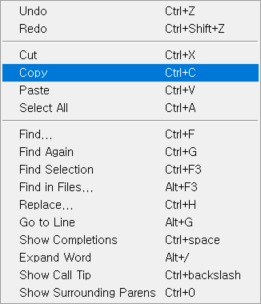 Undo Ctrl+Z
Redo Ctrl+Shift+Z
Cut Ctrl+X
Copy Ctrl+C
Paste Ctrl+V
Select All Ctrl+A
Find... Ctrl+F
Find Again Ctrl+G
Find Selection Ctrl+F3
Find in Files... Alt+F3
Replace... Ctrl+H
Go to Line Alt+G
Show Completions Ctrl+space
Expand Word Alt+/
Show Call Tip Ctrl+backslash
Show Surrounding Parens Ctrl+0